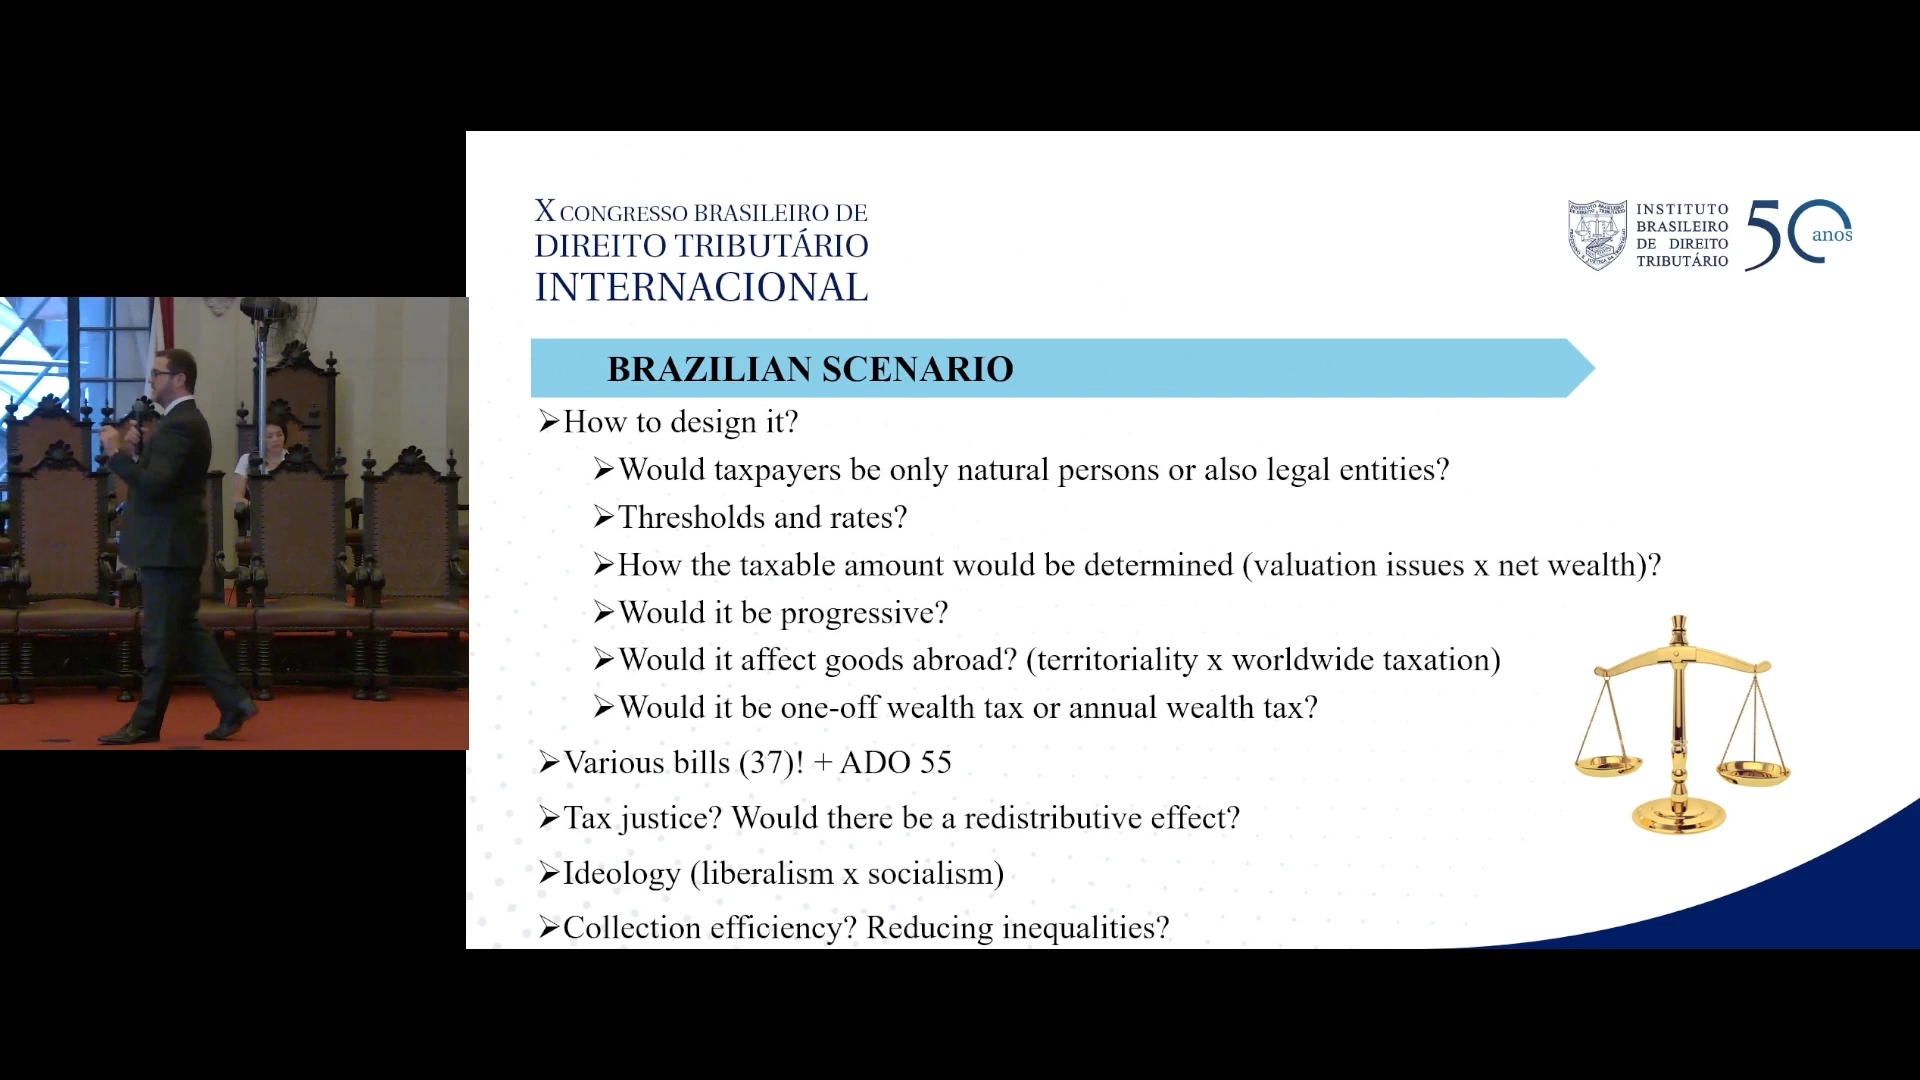 X CONGRESSO BRASILEIRO DE
DIREITO TRIBUTÁRIO
INTERNACIONAL
INSTITUTO
BRASILEIRO
DE DIREITO
TRIBUTÁRIO
50 anos
BRAZILIAN SCENARIO
➢How to design it?
➢Would taxpayers be only natural persons or also legal entities?
➢Thresholds and rates?
➢How the taxable amount would be determined (valuation issues x net wealth)?
➢Would it be progressive?
➢Would it affect goods abroad? (territoriality x worldwide taxation)
➢Would it be one-off wealth tax or annual wealth tax?
➢Various bills (37)! + ADO 55
➢Tax justice? Would there be a redistributive effect?
➢Ideology (liberalism x socialism)
➢Collection efficiency? Reducing inequalities?